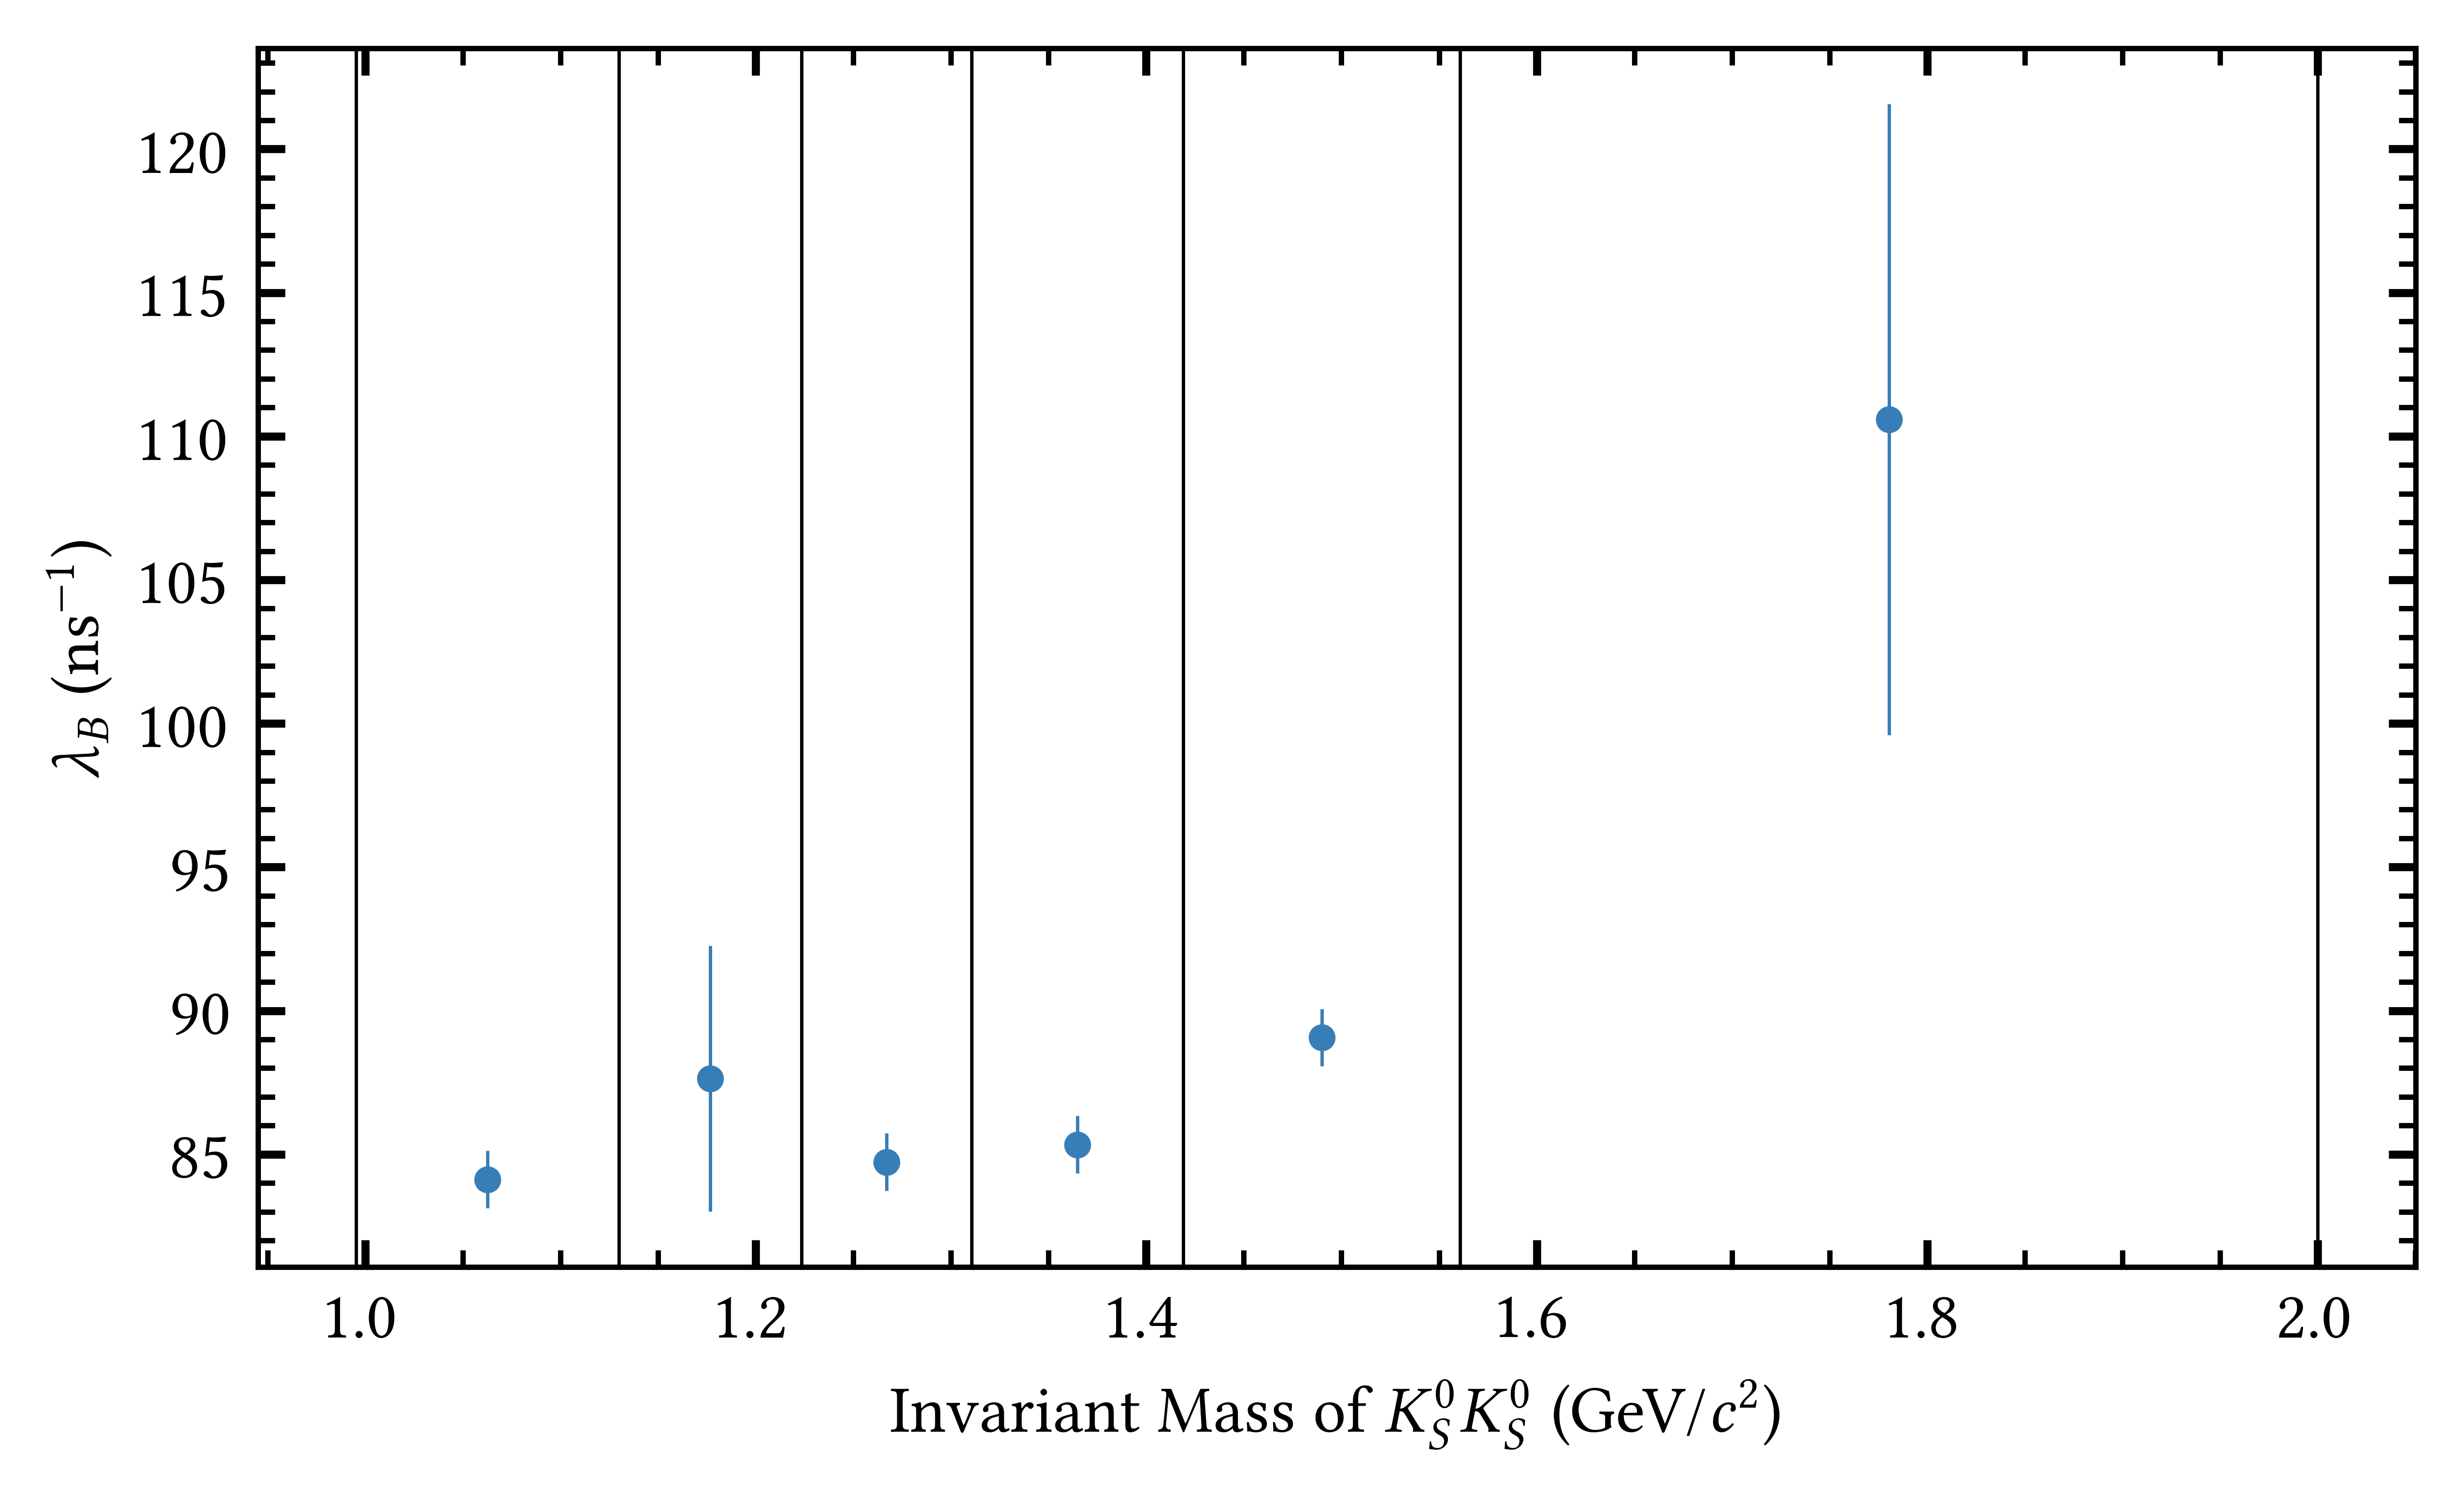 120
115
110
105
100
95
90
85
λ_B (ns⁻¹)
1.0 1.2 1.4 1.6 1.8 2.0
Invariant Mass of K⁰_S K⁰_S (GeV/c²)